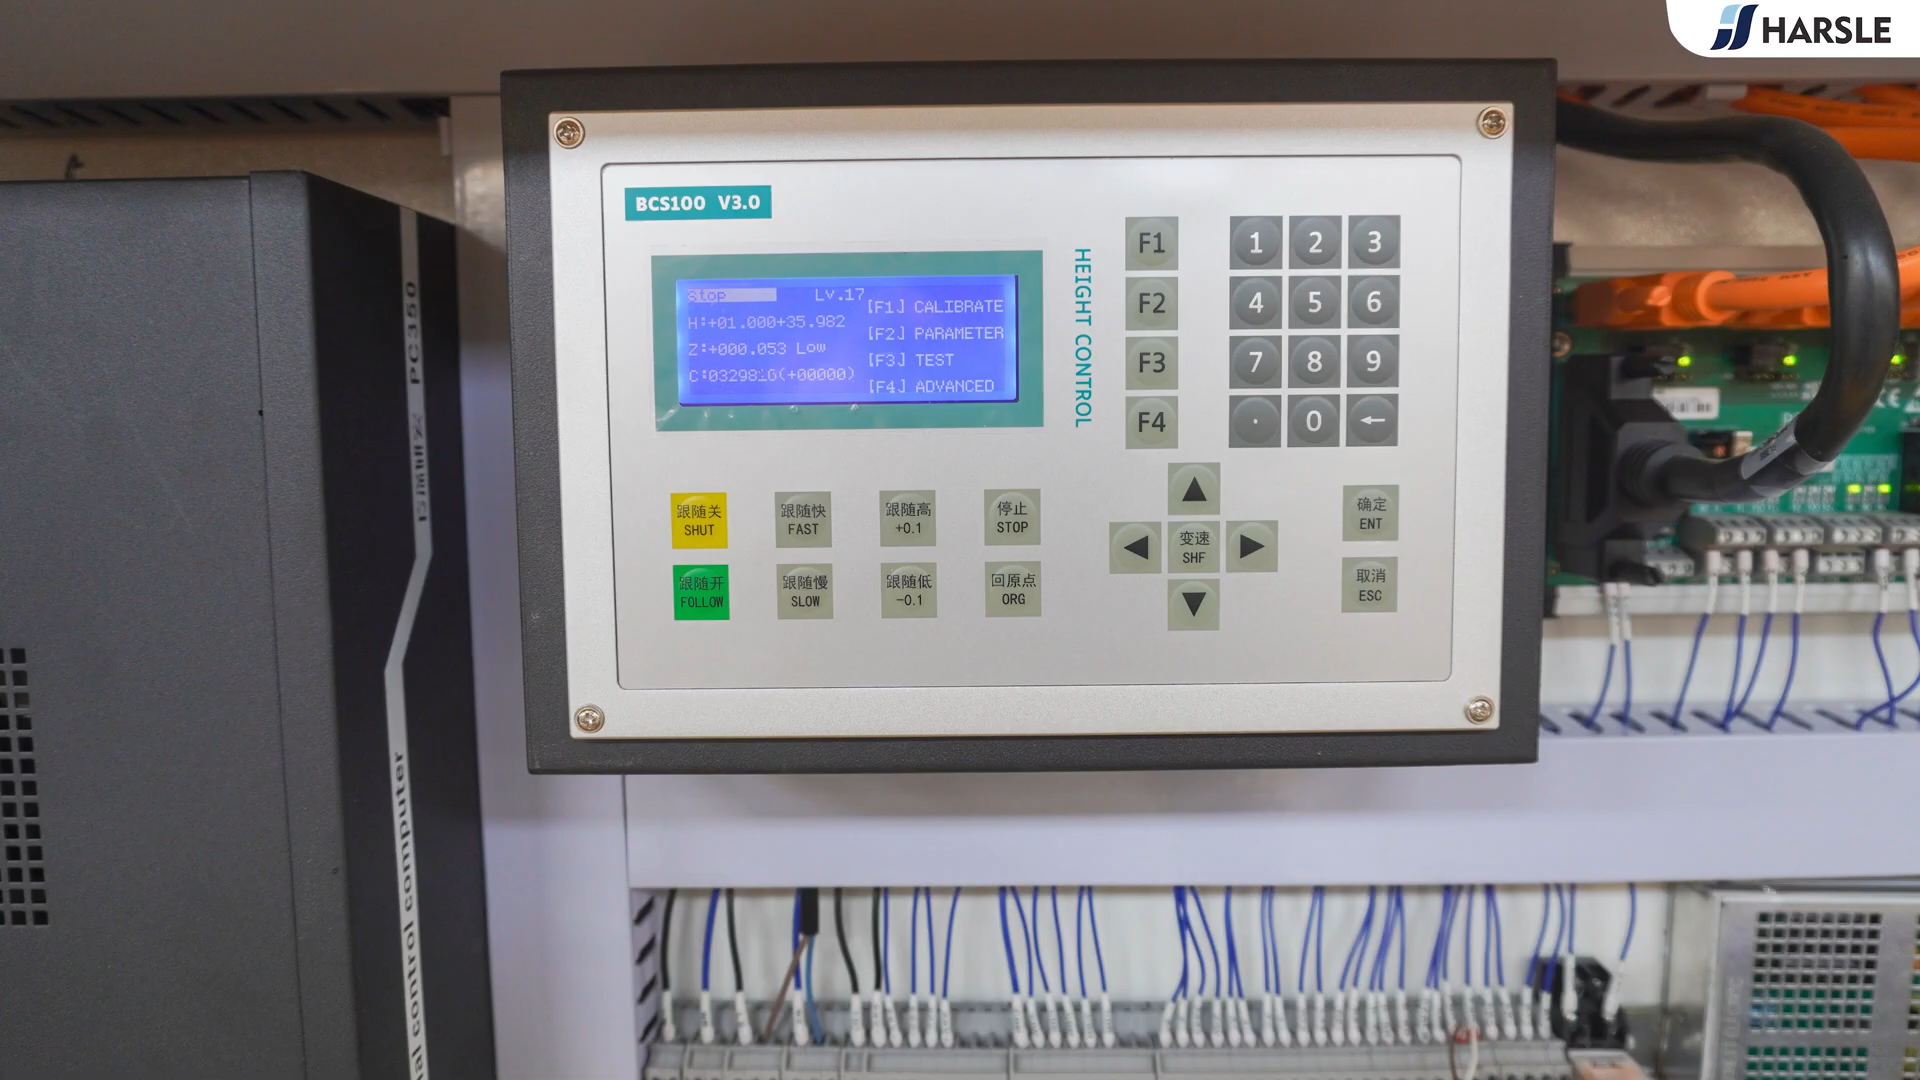 HARSLE
BCS100 V3.0
stop Lv.17
H:+01.000+35.982
Z:+000.053 Low
[F1] CALIBRATE
[F2] PARAMETER
[F3] TEST
[F4] ADVANCED
HEIGHT CONTROL
F1
F2
F3
F4
1 2 3
4 5 6
7 8 9
. 0 ←
跟随关
SHUT
跟随快
FAST
跟随高
+0.1
停止
STOP
跟随开
FOLLOW
跟随慢
SLOW
跟随低
-0.1
回原点
ORG
▲
◀
变速
SHF
▶
▼
确定
ENT
取消
ESC
PC350
control computer